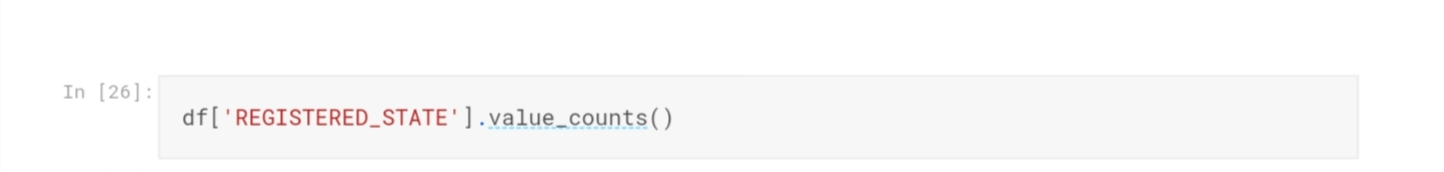 In [26]:
df['REGISTERED_STATE'].value_counts()